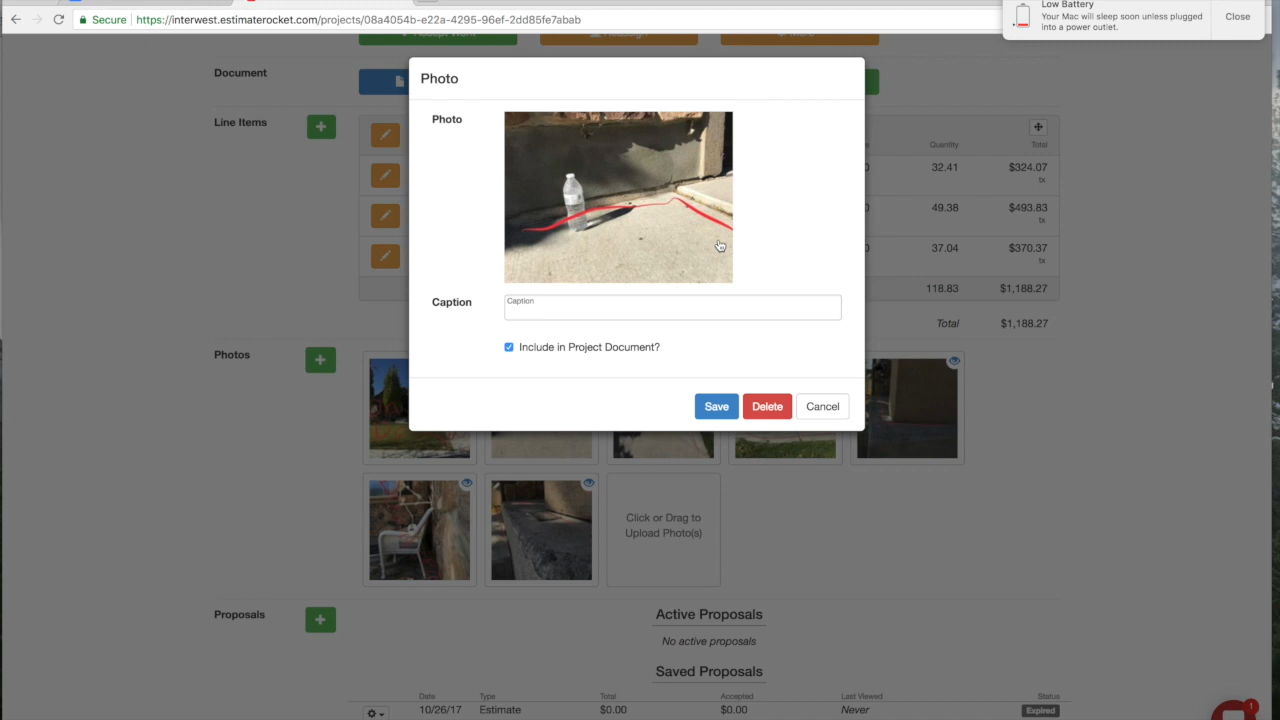 Low Battery
Your Mac will sleep soon unless plugged
into a power outlet.
Close
Secure
https://interwest.estimaterocket.com/projects/08a4054b-e22a-4295-96ef-2dd85fe7abab
Document
Photo
Photo
Line Items
Quantity
Total
32.41
$324.07
tx
49.38
$493.83
tx
37.04
$370.37
tx
118.83
$1,188.27
Total
$1,188.27
Caption
Caption
Include in Project Document?
Save
Delete
Cancel
Photos
Click or Drag to
Upload Photo(s)
Proposals
Active Proposals
No active proposals
Saved Proposals
Date
Type
Total
Accepted
Last Viewed
Status
10/26/17
Estimate
$0.00
$0.00
Never
Expired
1